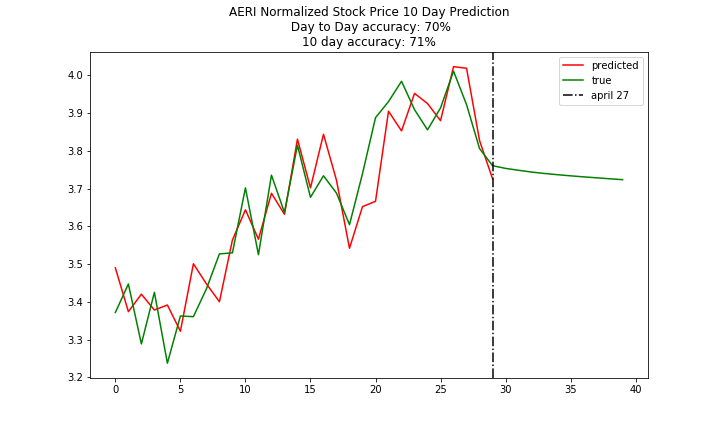 AERI Normalized Stock Price 10 Day Prediction
Day to Day accuracy: 70%
10 day accuracy: 71%
predicted
true
april 27
4.0
3.9
3.8
3.7
3.6
3.5
3.4
3.3
3.2
0 5 10 15 20 25 30 35 40